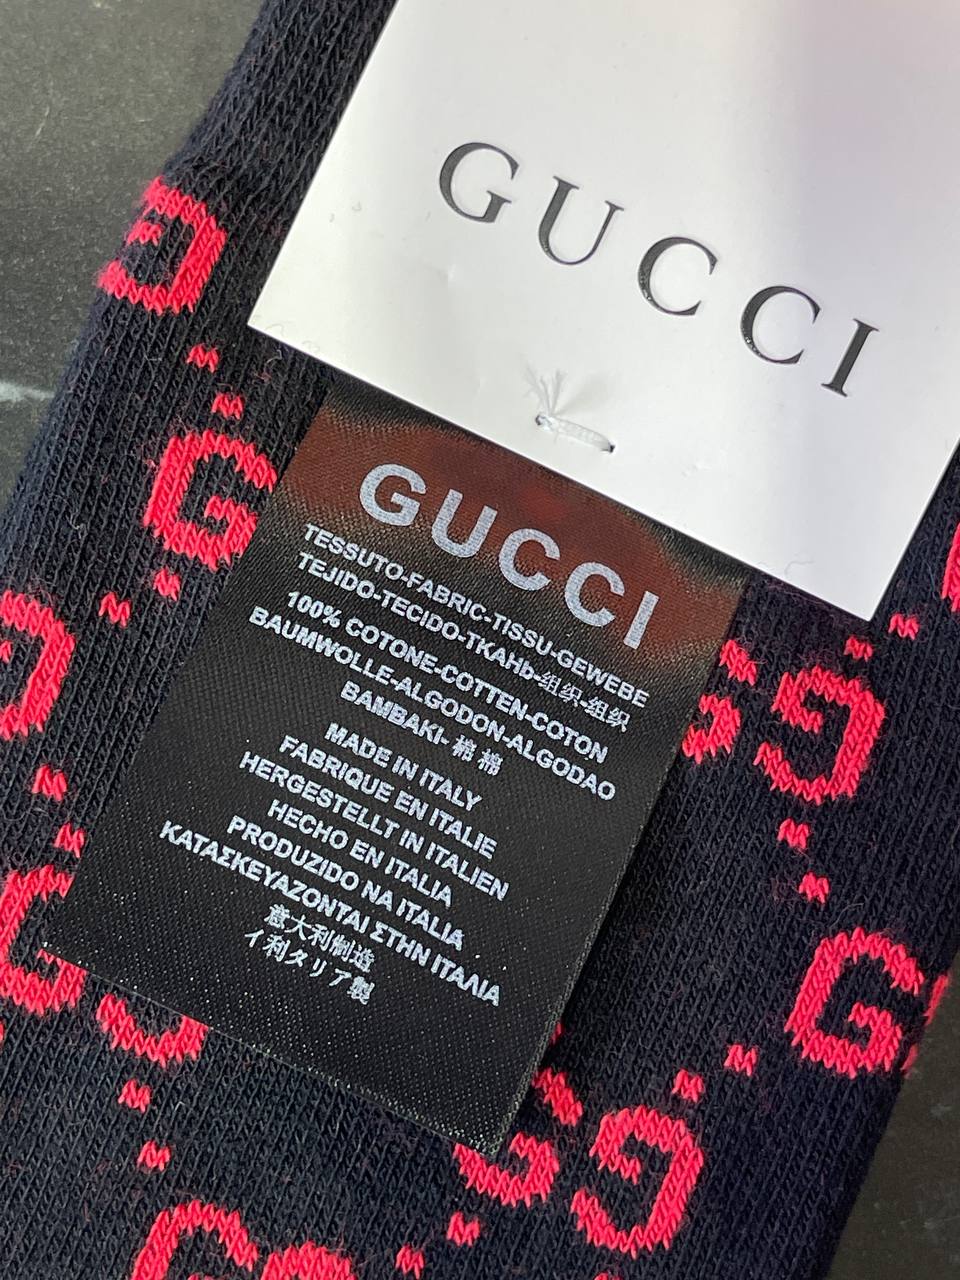 GUCCI
GUCCI
TESSUTO-FABRIC-TISSU-GEWEBE
TEJIDO-TECIDO-TKAHЬ-组织-组织
100% COTONE-COTTEN-COTON
BAUMWOLLE-ALGODON-ALGODAO
BAMBAKI- 棉 棉
MADE IN ITALY
FABRIQUE EN ITALIE
HERGESTELLT IN ITALIEN
HECHO EN ITALIA
PRODUZIDO NA ITALIA
ΚΑΤΑΣΚΕΥΑΖΟΝΤΑΙ ΣΤΗΝ ΙΤΑΛΙΑ
意大利制造
イ利タリア製